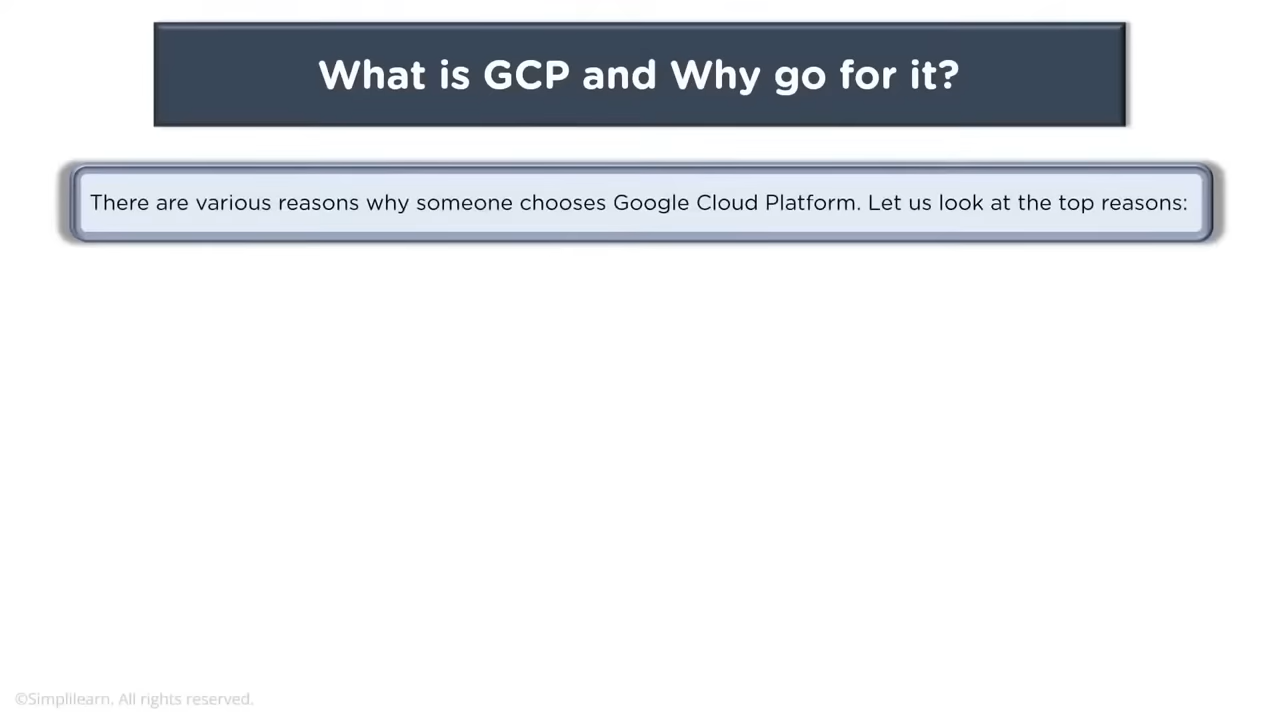 What is GCP and Why go for it?
There are various reasons why someone chooses Google Cloud Platform. Let us look at the top reasons:
©Simplilearn. All rights reserved.